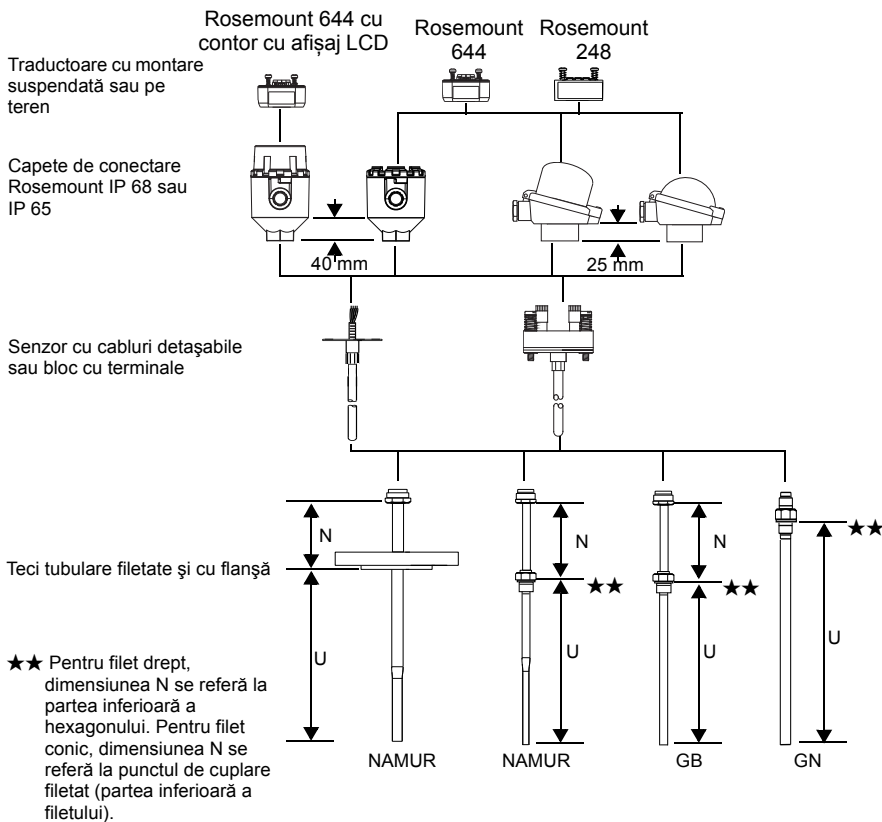 Rosemount 644 cu
contor cu afișaj LCD
Rosemount
644
Rosemount
248
Traductoare cu montare
suspendată sau pe
teren
Capete de conectare
Rosemount IP 68 sau
IP 65
40 mm
25 mm
Senzor cu cabluri detaşabile
sau bloc cu terminale
N
N
N
★★
★★
★★
Teci tubulare filetate şi cu flanşă
U
U
U
U
★★ Pentru filet drept,
dimensiunea N se referă la
partea inferioară a
hexagonului. Pentru filet
conic, dimensiunea N se
referă la punctul de cuplare
filetat (partea inferioară a
filetului).
NAMUR
NAMUR
GB
GN